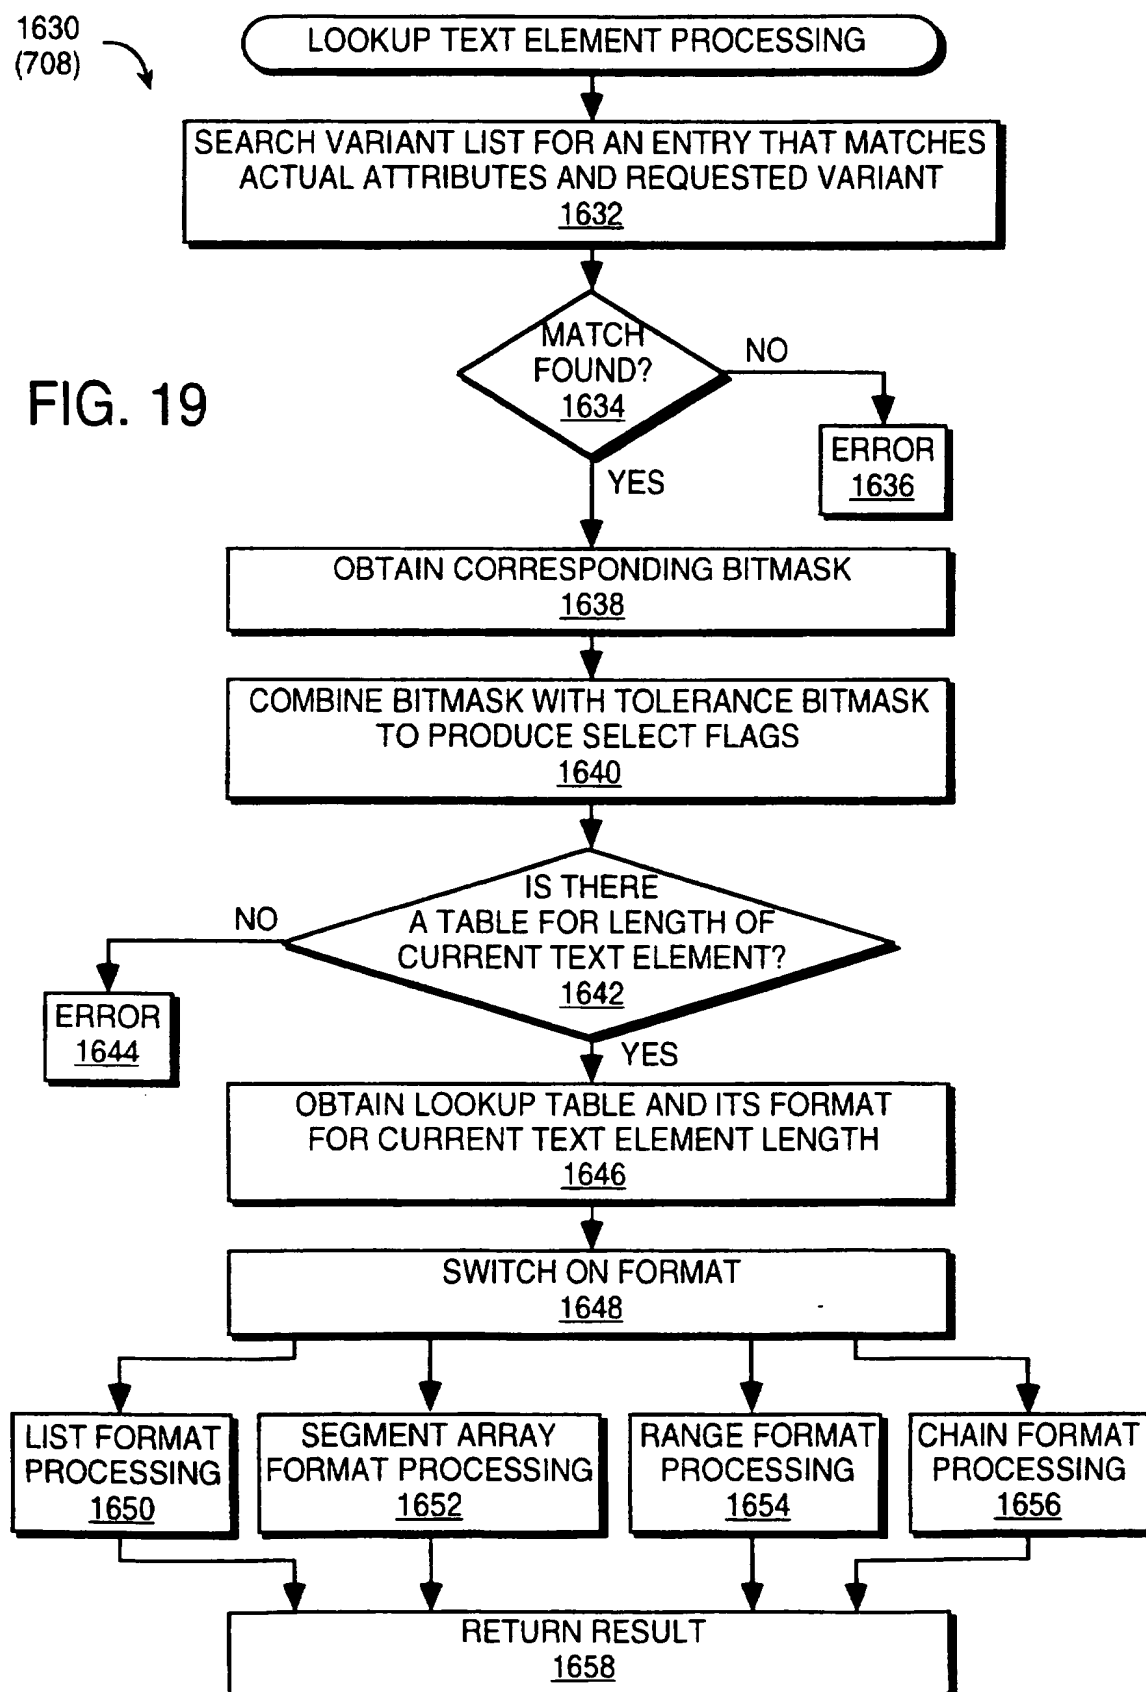 1630
(708)
LOOKUP TEXT ELEMENT PROCESSING
SEARCH VARIANT LIST FOR AN ENTRY THAT MATCHES
ACTUAL ATTRIBUTES AND REQUESTED VARIANT
1632
MATCH
FOUND?
1634
NO
FIG. 19
ERROR
1636
YES
OBTAIN CORRESPONDING BITMASK
1638
COMBINE BITMASK WITH TOLERANCE BITMASK
TO PRODUCE SELECT FLAGS
1640
IS THERE
A TABLE FOR LENGTH OF
CURRENT TEXT ELEMENT?
1642
NO
ERROR
1644
YES
OBTAIN LOOKUP TABLE AND ITS FORMAT
FOR CURRENT TEXT ELEMENT LENGTH
1646
SWITCH ON FORMAT
1648
LIST FORMAT
PROCESSING
1650
SEGMENT ARRAY
FORMAT PROCESSING
1652
RANGE FORMAT
PROCESSING
1654
CHAIN FORMAT
PROCESSING
1656
RETURN RESULT
1658